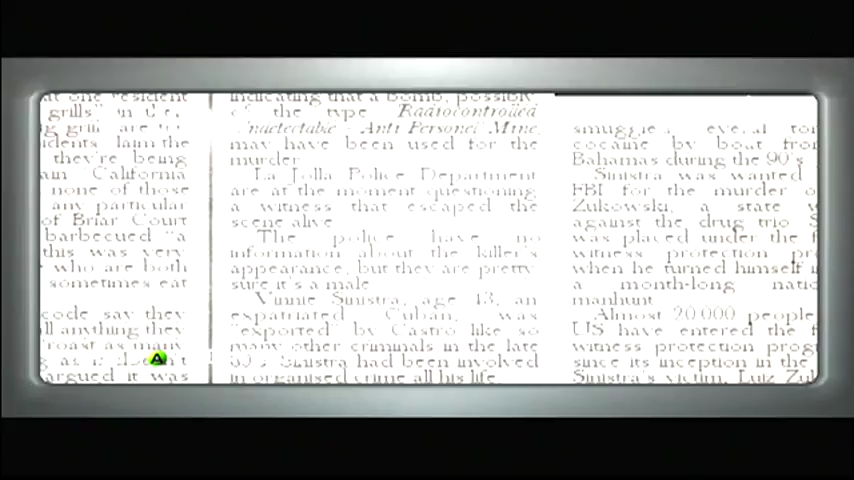 at one resident
grills" in
grill are
idents claim the
they're being
ain California
none of those
any particular
of Briar Court
barbecued "a
this was very
who are both
sometimes eat
code say they
ll anything they
roast as many
as
argued it was
indicating that a bomb, possibly
of the type Radiocontrolled
Undetectable Anti Personel Mine,
may have been used for the
murder
La Jolla Police Department
are at the moment questioning
a witness that escaped the
scene alive
The police have no
information about the killer's
appearance, but they are pretty
sure it's a male
Vinnie Sinistra, age 43, an
expatriated Cuban, was
"exported" by Castro like so
many other criminals in the late
Sinistra had been involved
in organised crime all his life
cocaine by boat from
Bahamas during the 90's
Sinistra was wanted
FBI for the murder o
Zukowski, a state w
against the drug trio S
was placed under the f
witness protection pr
when he turned himself i
a month-long natio
manhunt
Almost 20.000 people
US have entered the f
witness protection prog
since its inception in the
Sinistra's victim, Luiz Zuk
A